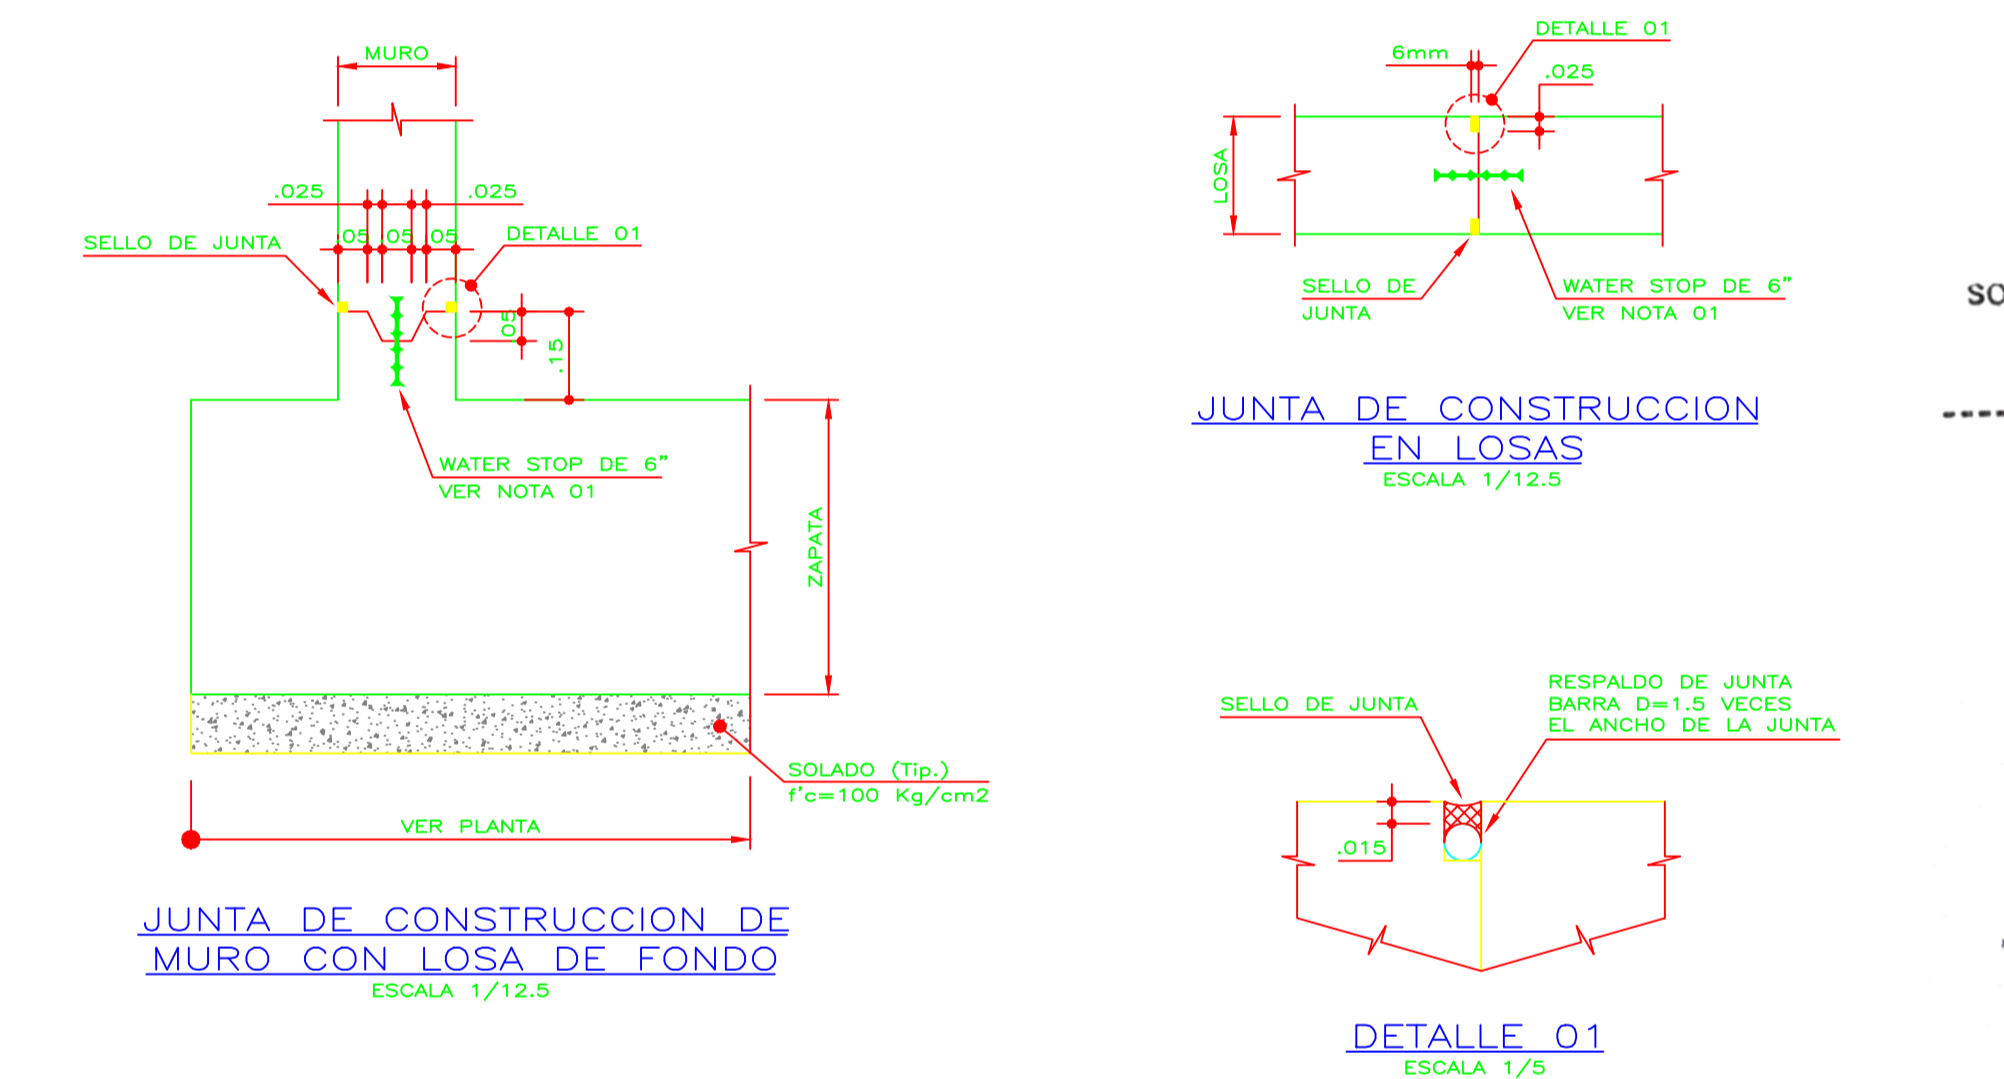 MURO
.025
.025
05
05
05
SELLO DE JUNTA
DETALLE 01
05
.15
WATER STOP DE 6"
VER NOTA 01
ZAPATA
SOLADO (Tip.)
f'c=100 Kg/cm2
VER PLANTA
JUNTA DE CONSTRUCCION DE
MURO CON LOSA DE FONDO
ESCALA 1/12.5
DETALLE 01
6mm
.025
LOSA
SELLO DE
JUNTA
WATER STOP DE 6"
VER NOTA 01
JUNTA DE CONSTRUCCION
EN LOSAS
ESCALA 1/12.5
SELLO DE JUNTA
RESPALDO DE JUNTA
BARRA D=1.5 VECES
EL ANCHO DE LA JUNTA
.015
DETALLE 01
ESCALA 1/5